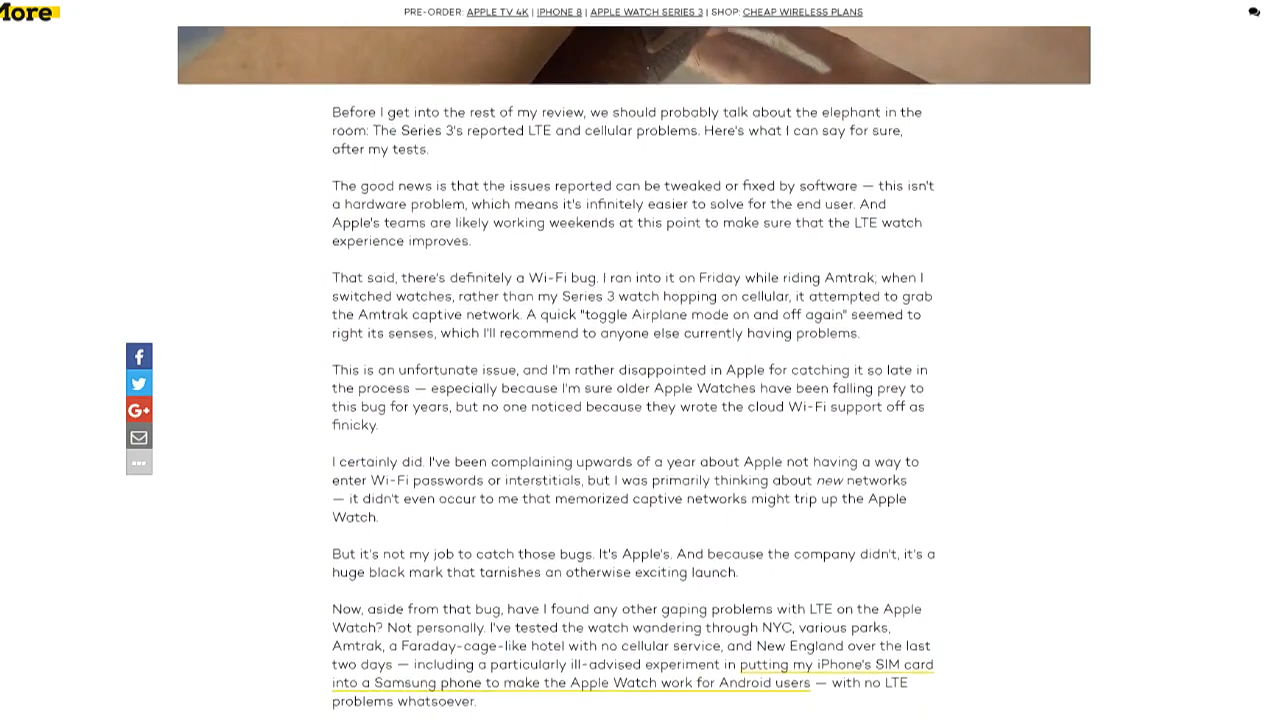 More
PRE-ORDER: APPLE TV 4K | iPHONE 8 | APPLE WATCH SERIES 3 | SHOP: CHEAP WIRELESS PLANS
Before I get into the rest of my review, we should probably talk about the elephant in the
room: The Series 3's reported LTE and cellular problems. Here's what I can say for sure,
after my tests.
The good news is that the issues reported can be tweaked or fixed by software — this isn't
a hardware problem, which means it's infinitely easier to solve for the end user. And
Apple's teams are likely working weekends at this point to make sure that the LTE watch
experience improves.
That said, there's definitely a Wi-Fi bug. I ran into it on Friday while riding Amtrak; when I
switched watches, rather than my Series 3 watch hopping on cellular, it attempted to grab
the Amtrak captive network. A quick "toggle Airplane mode on and off again" seemed to
right its senses, which I'll recommend to anyone else currently having problems.
This is an unfortunate issue, and I'm rather disappointed in Apple for catching it so late in
the process — especially because I'm sure older Apple Watches have been falling prey to
this bug for years, but no one noticed because they wrote the cloud Wi-Fi support off as
finicky.
I certainly did. I've been complaining upwards of a year about Apple not having a way to
enter Wi-Fi passwords or interstitials, but I was primarily thinking about new networks
— it didn't even occur to me that memorized captive networks might trip up the Apple
Watch.
But it's not my job to catch those bugs. It's Apple's. And because the company didn't, it's a
huge black mark that tarnishes an otherwise exciting launch.
Now, aside from that bug, have I found any other gaping problems with LTE on the Apple
Watch? Not personally. I've tested the watch wandering through NYC, various parks,
Amtrak, a Faraday-cage-like hotel with no cellular service, and New England over the last
two days — including a particularly ill-advised experiment in putting my iPhone's SIM card
into a Samsung phone to make the Apple Watch work for Android users — with no LTE
problems whatsoever.